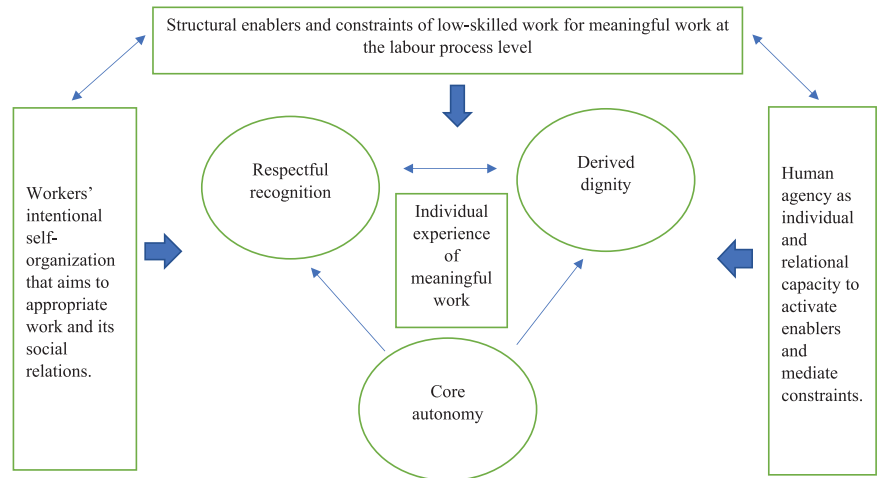 Structural enablers and constraints of low-skilled work for meaningful work at
the labour process level
Respectful
recognition
Derived
dignity
Workers’
intentional
self-
organization
that aims to
appropriate
work and its
social
relations.
Individual
experience
of
meaningful
work
Human
agency as
individual
and
relational
capacity to
activate
enablers
and
mediate
constraints.
Core
autonomy